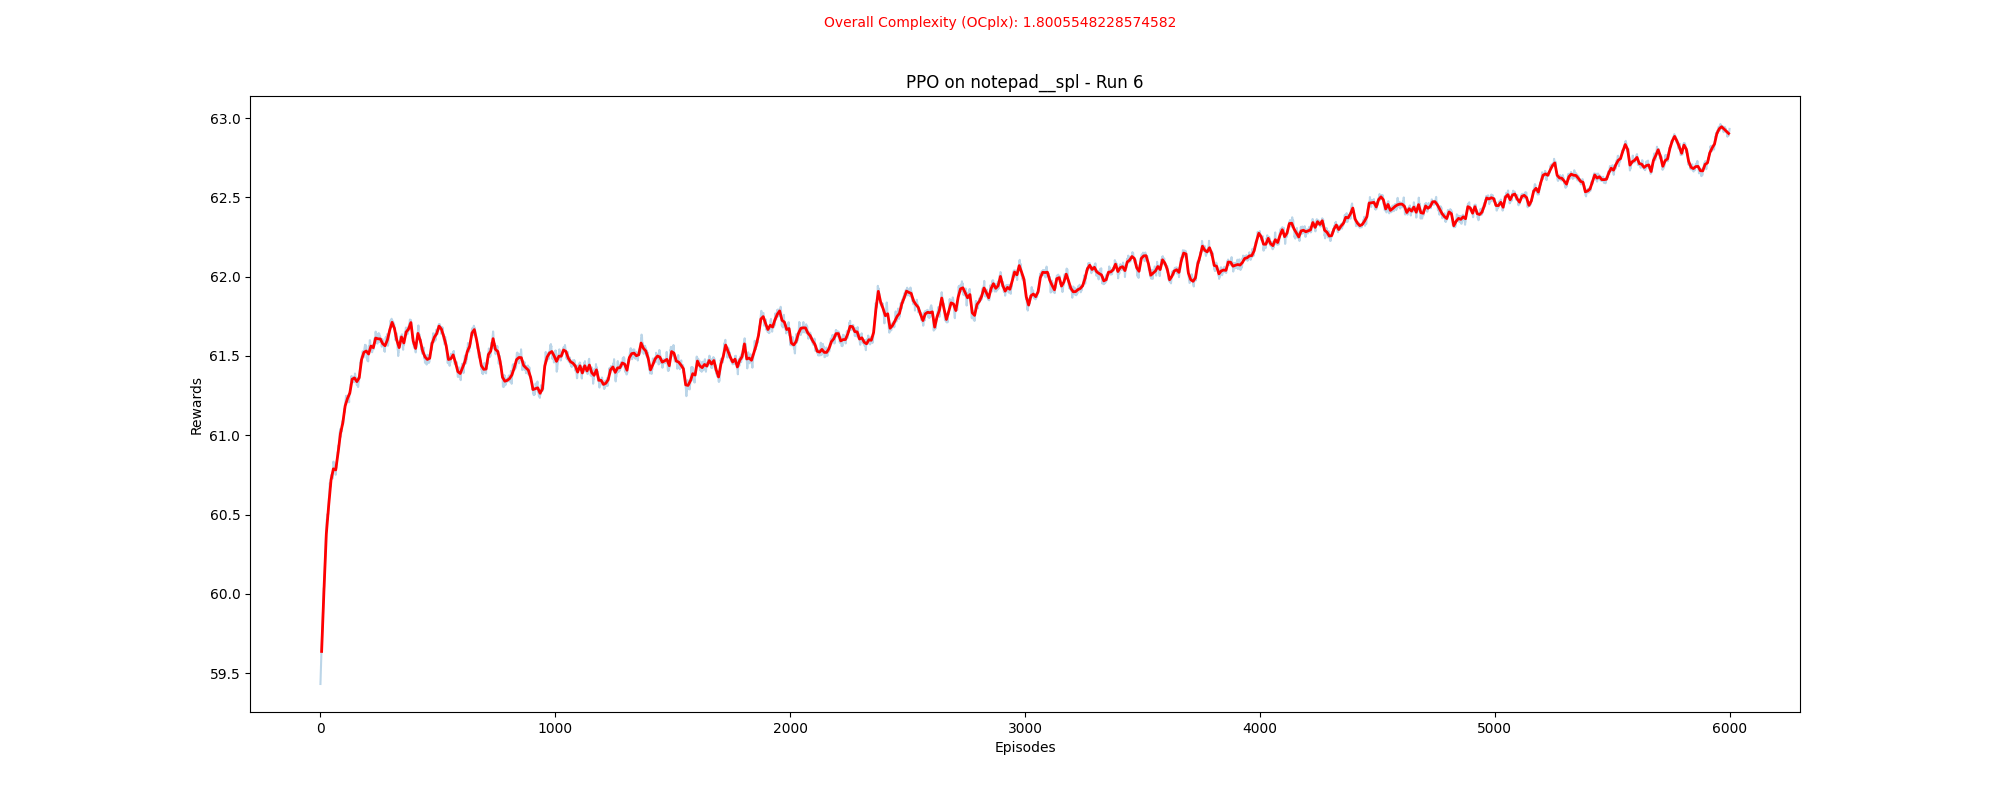 Overall Complexity (OCplx): 1.8005548228574582
PPO on notepad__spl - Run 6
63.0
62.5
62.0
61.5
61.0
60.5
60.0
59.5
Rewards
0 1000 2000 3000 4000 5000 6000
Episodes